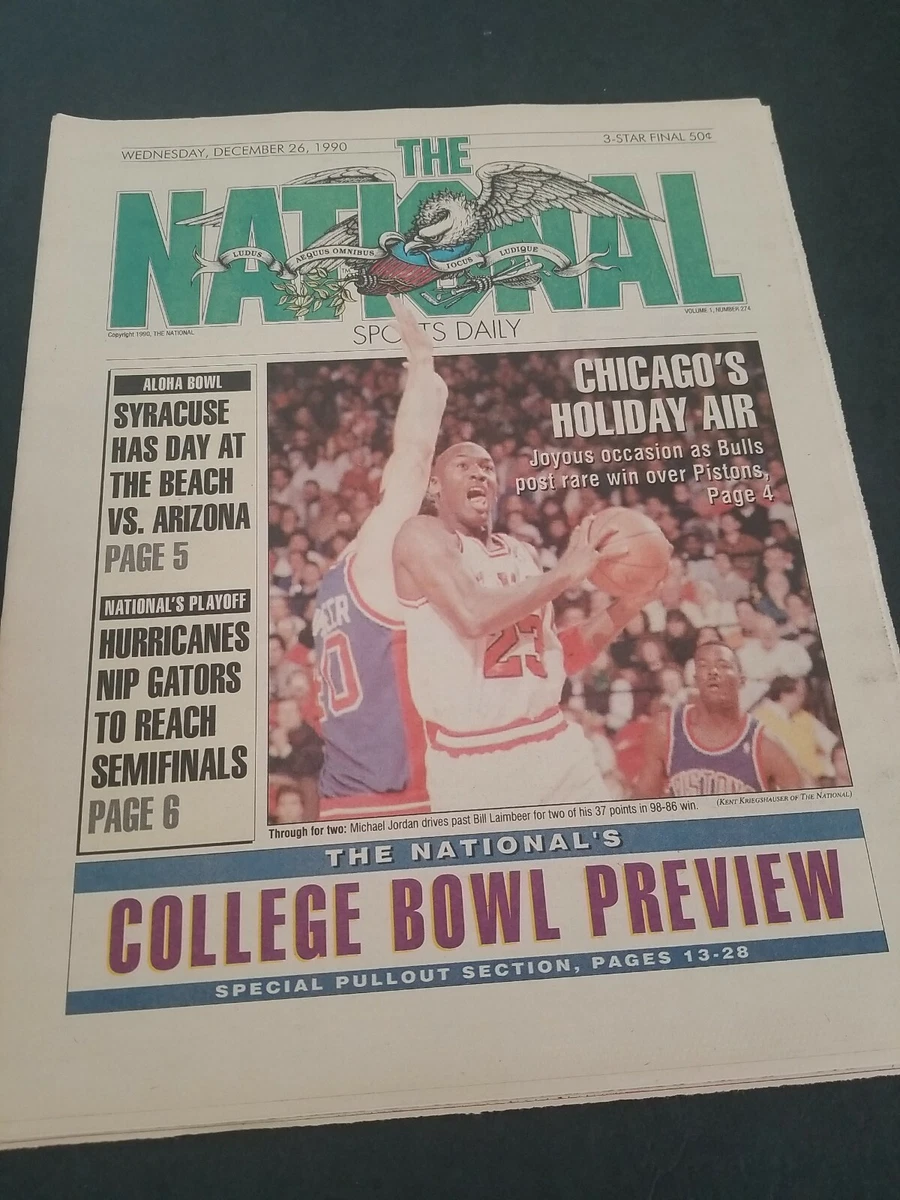 WEDNESDAY, DECEMBER 26, 1990
3-STAR FINAL 50¢
THE
NATIONAL
LUDUS AEQUUS OMNIBUS, IOCUS LUDIQUE
Copyright 1990, THE NATIONAL
VOLUME 1, NUMBER 274
SPORTS DAILY
ALOHA BOWL
SYRACUSE
HAS DAY AT
THE BEACH
VS. ARIZONA
PAGE 5
NATIONAL'S PLAYOFF
HURRICANES
NIP GATORS
TO REACH
SEMIFINALS
PAGE 6
CHICAGO'S
HOLIDAY AIR
Joyous occasion as Bulls
post rare win over Pistons,
Page 4
23
PISTONS
(KENT KRIEGSHAUSER OF THE NATIONAL)
Through for two: Michael Jordan drives past Bill Laimbeer for two of his 37 points in 98-86 win.
THE NATIONAL'S
COLLEGE BOWL PREVIEW
SPECIAL PULLOUT SECTION, PAGES 13-28